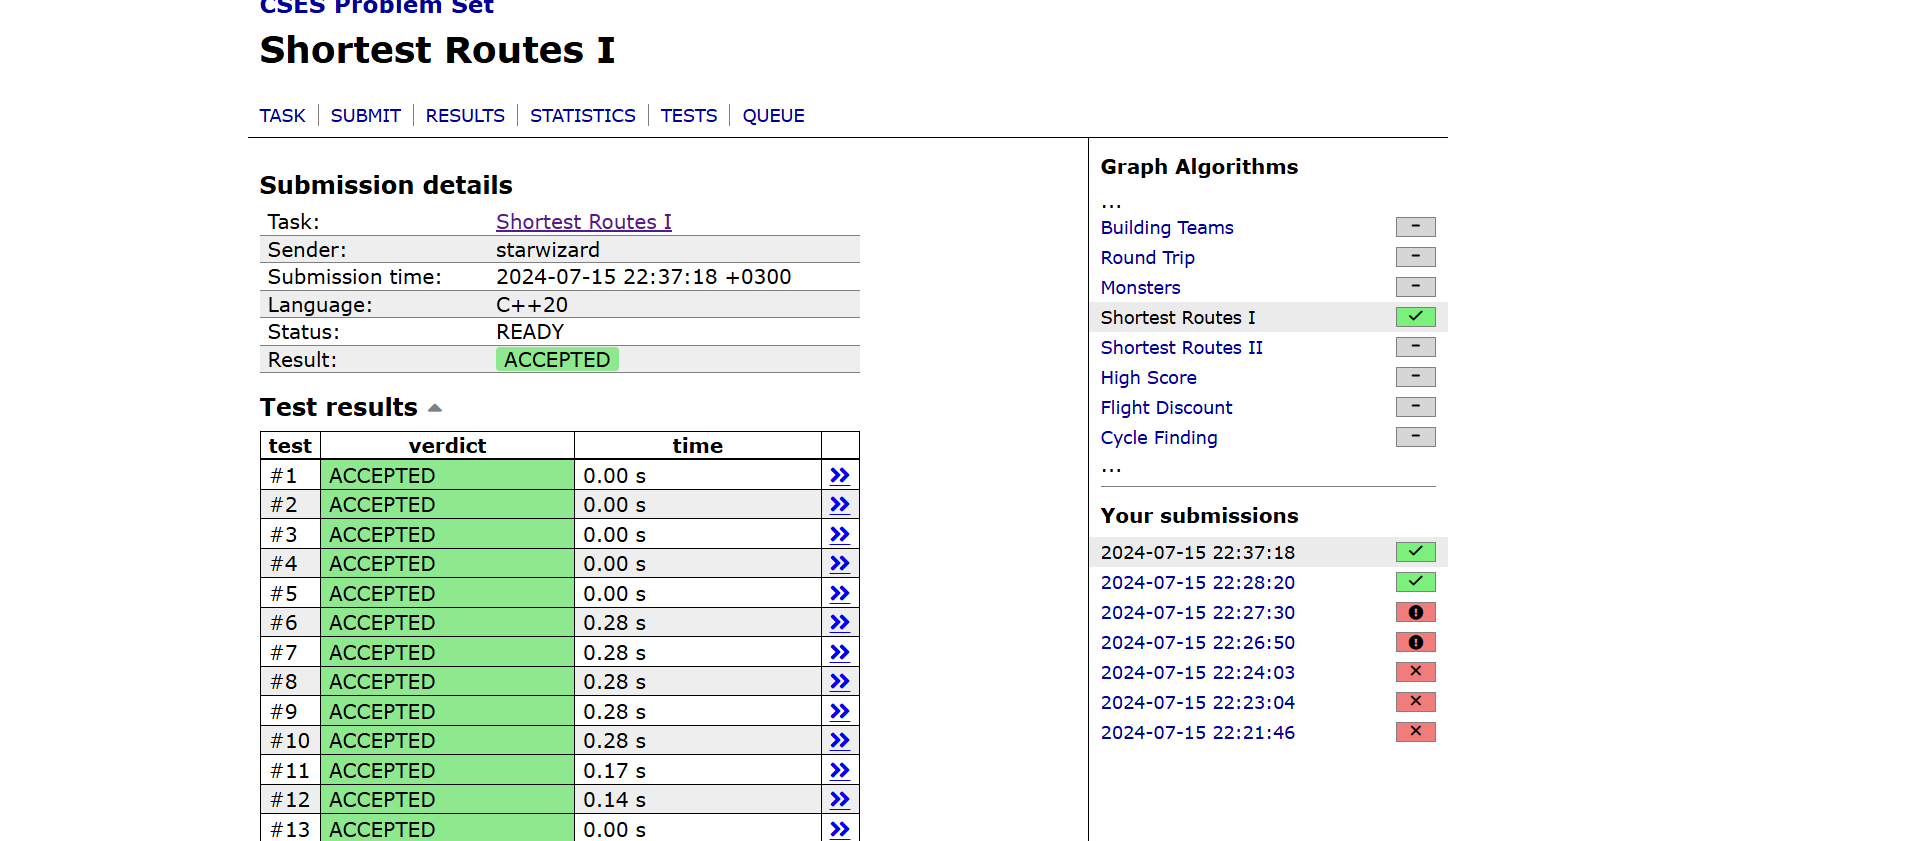 CSES Problem Set
Shortest Routes I
TASK SUBMIT RESULTS STATISTICS TESTS QUEUE
Submission details
Task: Shortest Routes I
Sender: starwizard
Submission time: 2024-07-15 22:37:18 +0300
Language: C++20
Status: READY
Result: ACCEPTED
Test results
test verdict time
#1 ACCEPTED 0.00 s »
#2 ACCEPTED 0.00 s »
#3 ACCEPTED 0.00 s »
#4 ACCEPTED 0.00 s »
#5 ACCEPTED 0.00 s »
#6 ACCEPTED 0.28 s »
#7 ACCEPTED 0.28 s »
#8 ACCEPTED 0.28 s »
#9 ACCEPTED 0.28 s »
#10 ACCEPTED 0.28 s »
#11 ACCEPTED 0.17 s »
#12 ACCEPTED 0.14 s »
#13 ACCEPTED 0.00 s »
Graph Algorithms
...
Building Teams -
Round Trip -
Monsters -
Shortest Routes I ✓
Shortest Routes II -
High Score -
Flight Discount -
Cycle Finding -
...
Your submissions
2024-07-15 22:37:18 ✓
2024-07-15 22:28:20 ✓
2024-07-15 22:27:30 !
2024-07-15 22:26:50 !
2024-07-15 22:24:03 ×
2024-07-15 22:23:04 ×
2024-07-15 22:21:46 ×